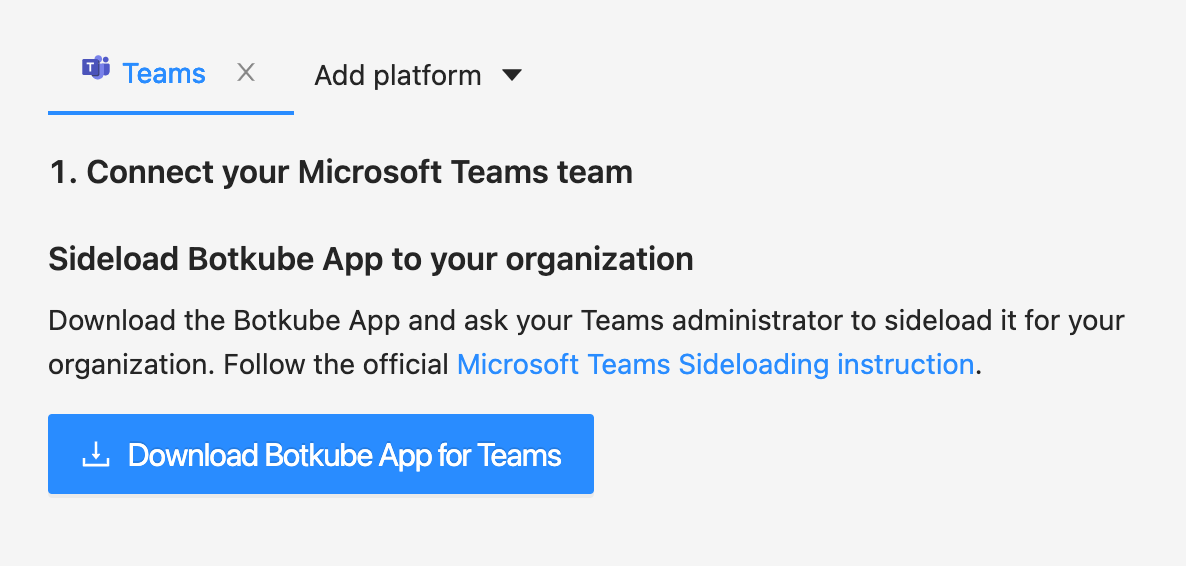 Teams
Add platform
1. Connect your Microsoft Teams team
Sideload Botkube App to your organization
Download the Botkube App and ask your Teams administrator to sideload it for your
organization. Follow the official Microsoft Teams Sideloading instruction.
Download Botkube App for Teams